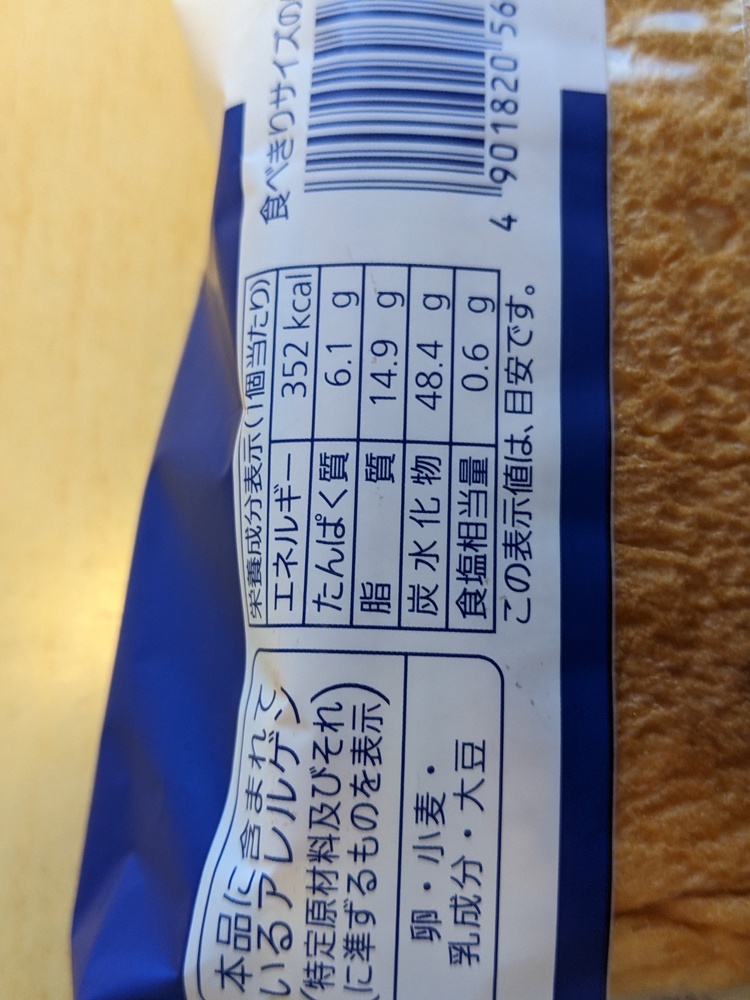 本品に含まれて
いるアレルゲン
(特定原材料及びそれ
に準ずるものを表示)
卵・小麦・
乳成分・大豆
栄養成分表示(1個当たり)
エネルギー 352 kcal
たんぱく質 6.1 g
脂質 14.9 g
炭水化物 48.4 g
食塩相当量 0.6 g
この表示値は、目安です。
食べきりサイズの
4 901820 56